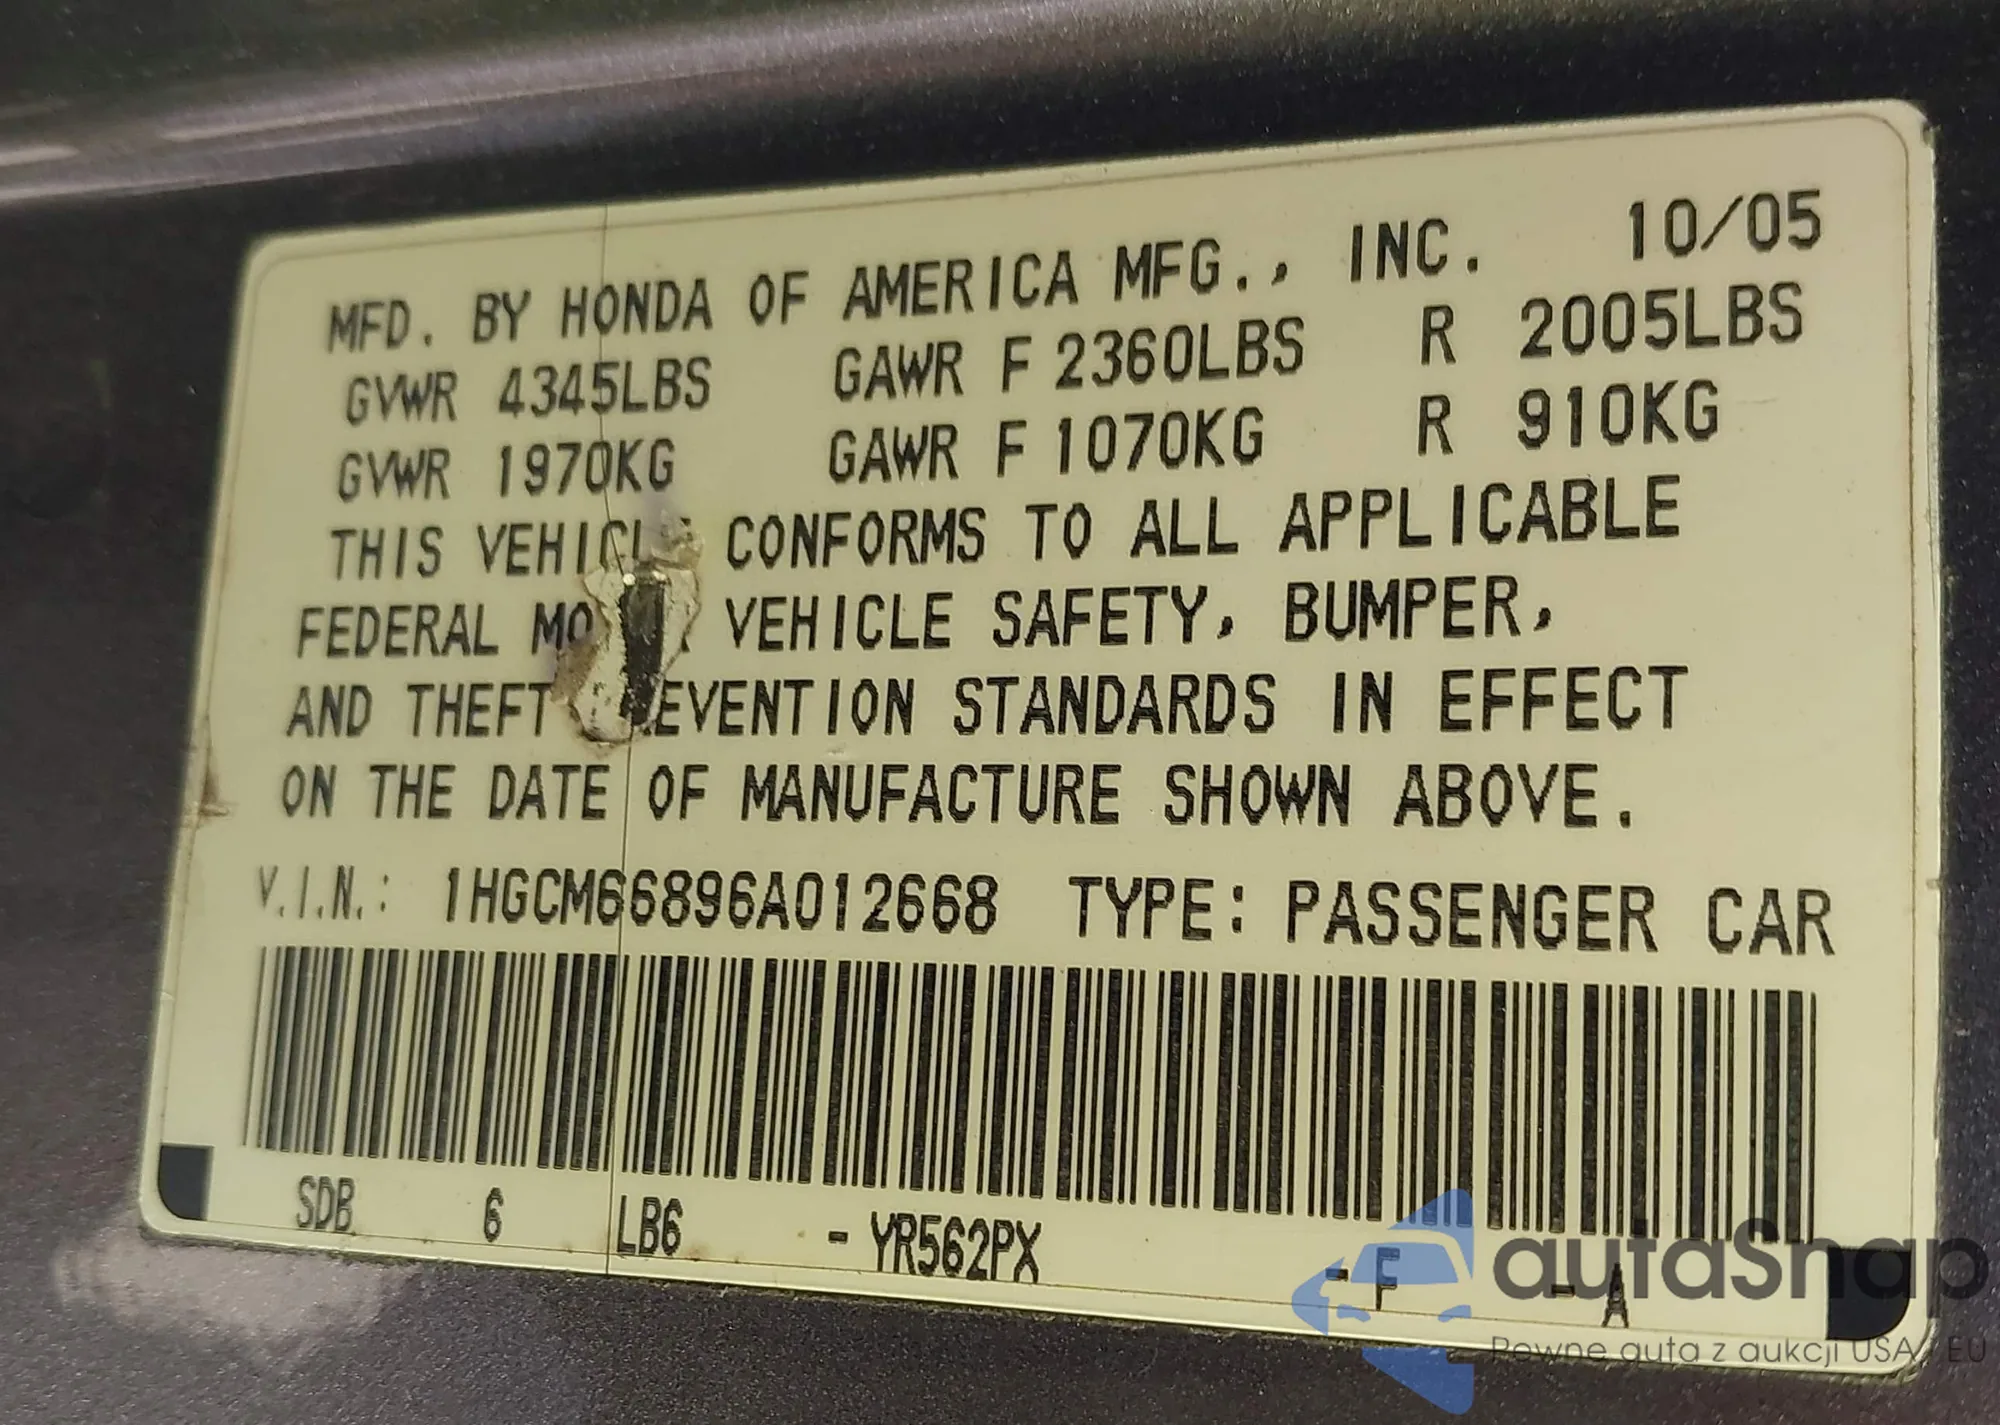 MFD. BY HONDA OF AMERICA MFG., INC. 10/05
GVWR 4345LBS GAWR F 2360LBS R 2005LBS
GVWR 1970KG GAWR F 1070KG R 910KG
THIS VEHICLE CONFORMS TO ALL APPLICABLE
FEDERAL VEHICLE SAFETY, BUMPER,
AND THEFT STANDARDS IN EFFECT
ON THE DATE OF MANUFACTURE SHOWN ABOVE.
V.I.N.: 1HGCM66896A012668 TYPE: PASSENGER CAR
SDB 6 LB6 - YR562PX - F - A
autaSnap
Pewne auta z aukcji USA / EU